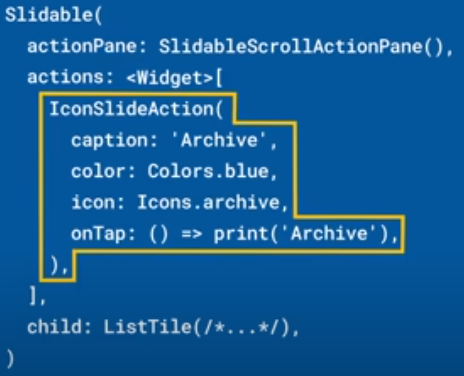 Slidable(
  actionPane: SlidableScrollActionPane(),
  actions: <Widget>[
    IconSlideAction(
      caption: 'Archive',
      color: Colors.blue,
      icon: Icons.archive,
      onTap: () => print('Archive'),
    ),
  ],
  child: ListTile(/*...*/),
)